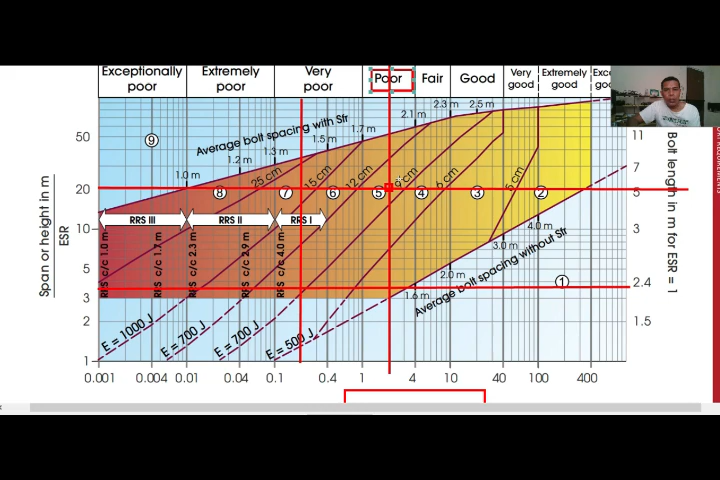 Exceptionally
poor
Extremely
poor
Very
poor
Poor
Fair
Good
Very
good
Extremely
good
Exc
goo
50
20
10
5
3
2
1
Span or height in m
ESR
9
Average bolt spacing with Sfr
1.0 m
1.2 m
1.3 m
1.5 m
1.7 m
2.1 m
2.3 m
2.5 m
25 cm
15 cm
12 cm
9 cm
6 cm
5 cm
8
7
6
5
4
3
2
1
RRS III
RRS II
RRS I
RRS c/c 1.0 m
RRS c/c 1.7 m
RRS c/c 2.3 m
RRS c/c 2.9 m
RRS c/c 4.0 m
1.6 m
2.0 m
3.0 m
4.0 m
Average bolt spacing without Sfr
E = 1000 J
E = 700 J
E = 700 J
E = 500 J
11
7
5
3
2.4
1.5
Bolt length in m for ESR = 1
0.001
0.004
0.01
0.04
0.1
0.4
1
4
10
40
100
400